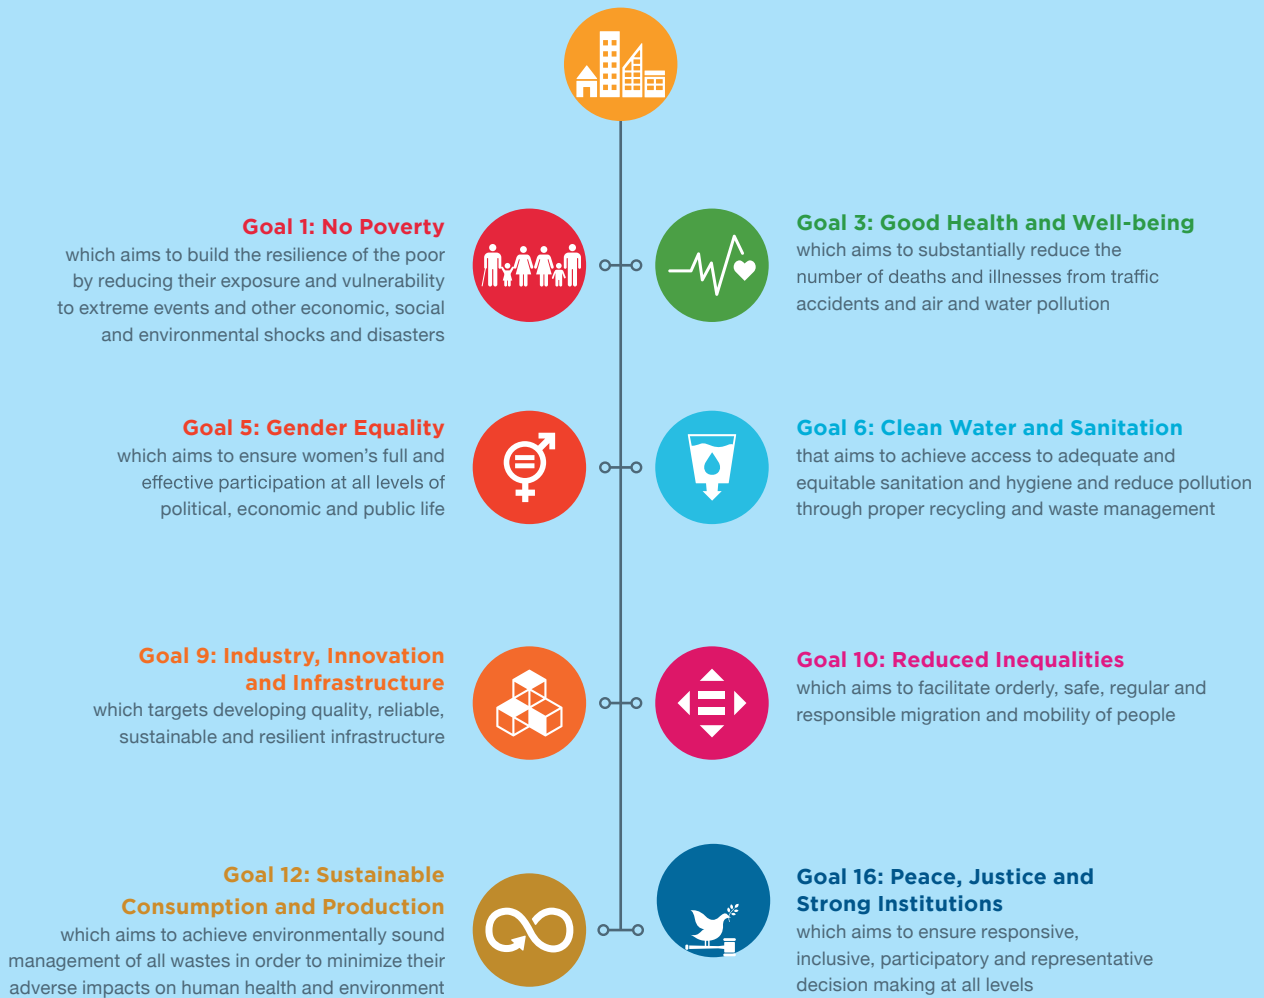 Goal 1: No Poverty
which aims to build the resilience of the poor
by reducing their exposure and vulnerability
to extreme events and other economic, social
and environmental shocks and disasters
Goal 3: Good Health and Well-being
which aims to substantially reduce the
number of deaths and illnesses from traffic
accidents and air and water pollution
Goal 5: Gender Equality
which aims to ensure women’s full and
effective participation at all levels of
political, economic and public life
Goal 6: Clean Water and Sanitation
that aims to achieve access to adequate and
equitable sanitation and hygiene and reduce pollution
through proper recycling and waste management
Goal 9: Industry, Innovation
and Infrastructure
which targets developing quality, reliable,
sustainable and resilient infrastructure
Goal 10: Reduced Inequalities
which aims to facilitate orderly, safe, regular and
responsible migration and mobility of people
Goal 12: Sustainable
Consumption and Production
which aims to achieve environmentally sound
management of all wastes in order to minimize their
adverse impacts on human health and environment
Goal 16: Peace, Justice and
Strong Institutions
which aims to ensure responsive,
inclusive, participatory and representative
decision making at all levels